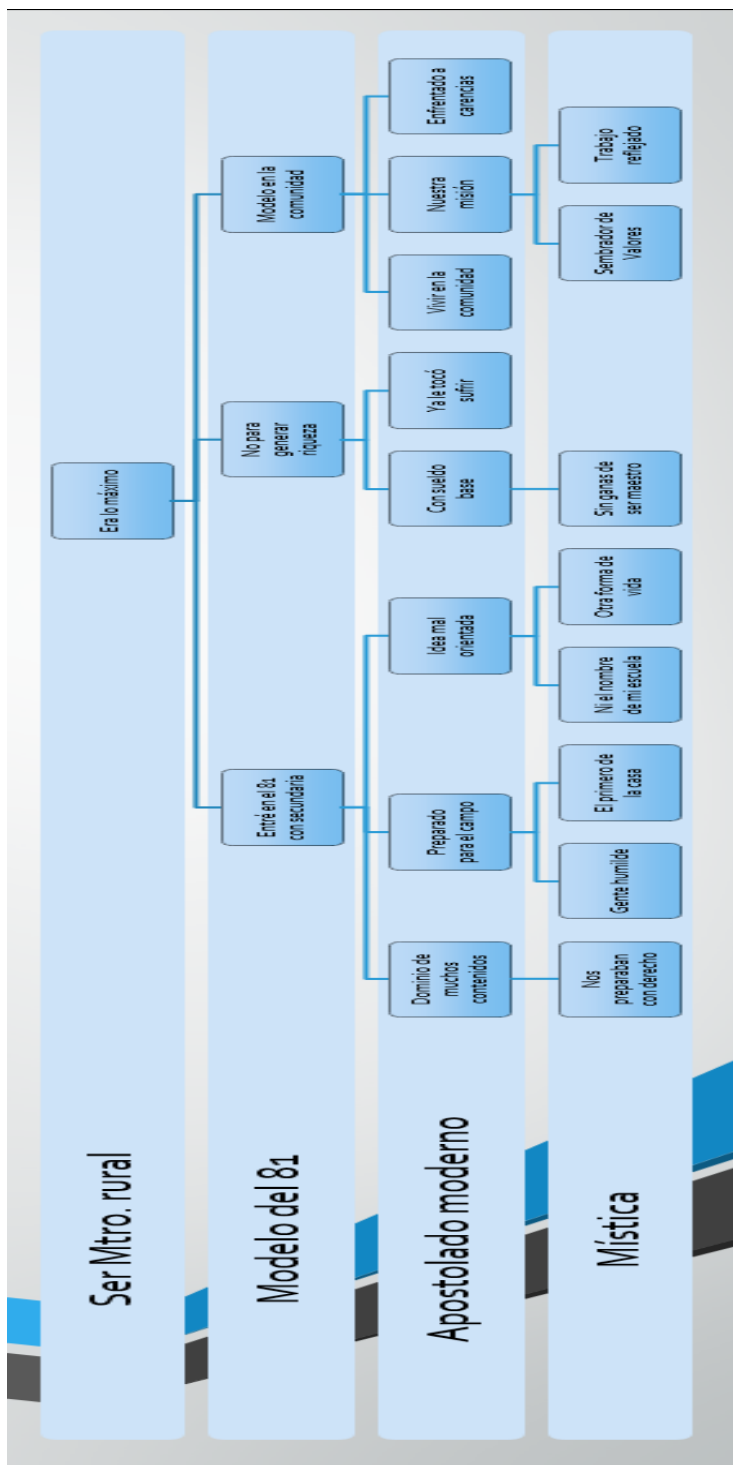 Ser Mtro. rural
Era lo máximo
Modelo del 81
Entré en el 81
con secundaria
No para
generar
riqueza
Modelo en la
comunidad
Apostolado moderno
Dominio de
muchos
contenidos
Preparado
para el campo
Idea mal
orientada
Con sueldo
base
Ya le tocó
sufrir
Vivir en la
comunidad
Nuestra
misión
Enfrentado a
carencias
Mística
Nos
preparaban
con derecho
Gente humilde
El primero de
la casa
Ni el nombre
de mi escuela
Otra forma de
vida
Sin ganas de
ser maestro
Sembrador de
Valores
Trabajo
reflejado